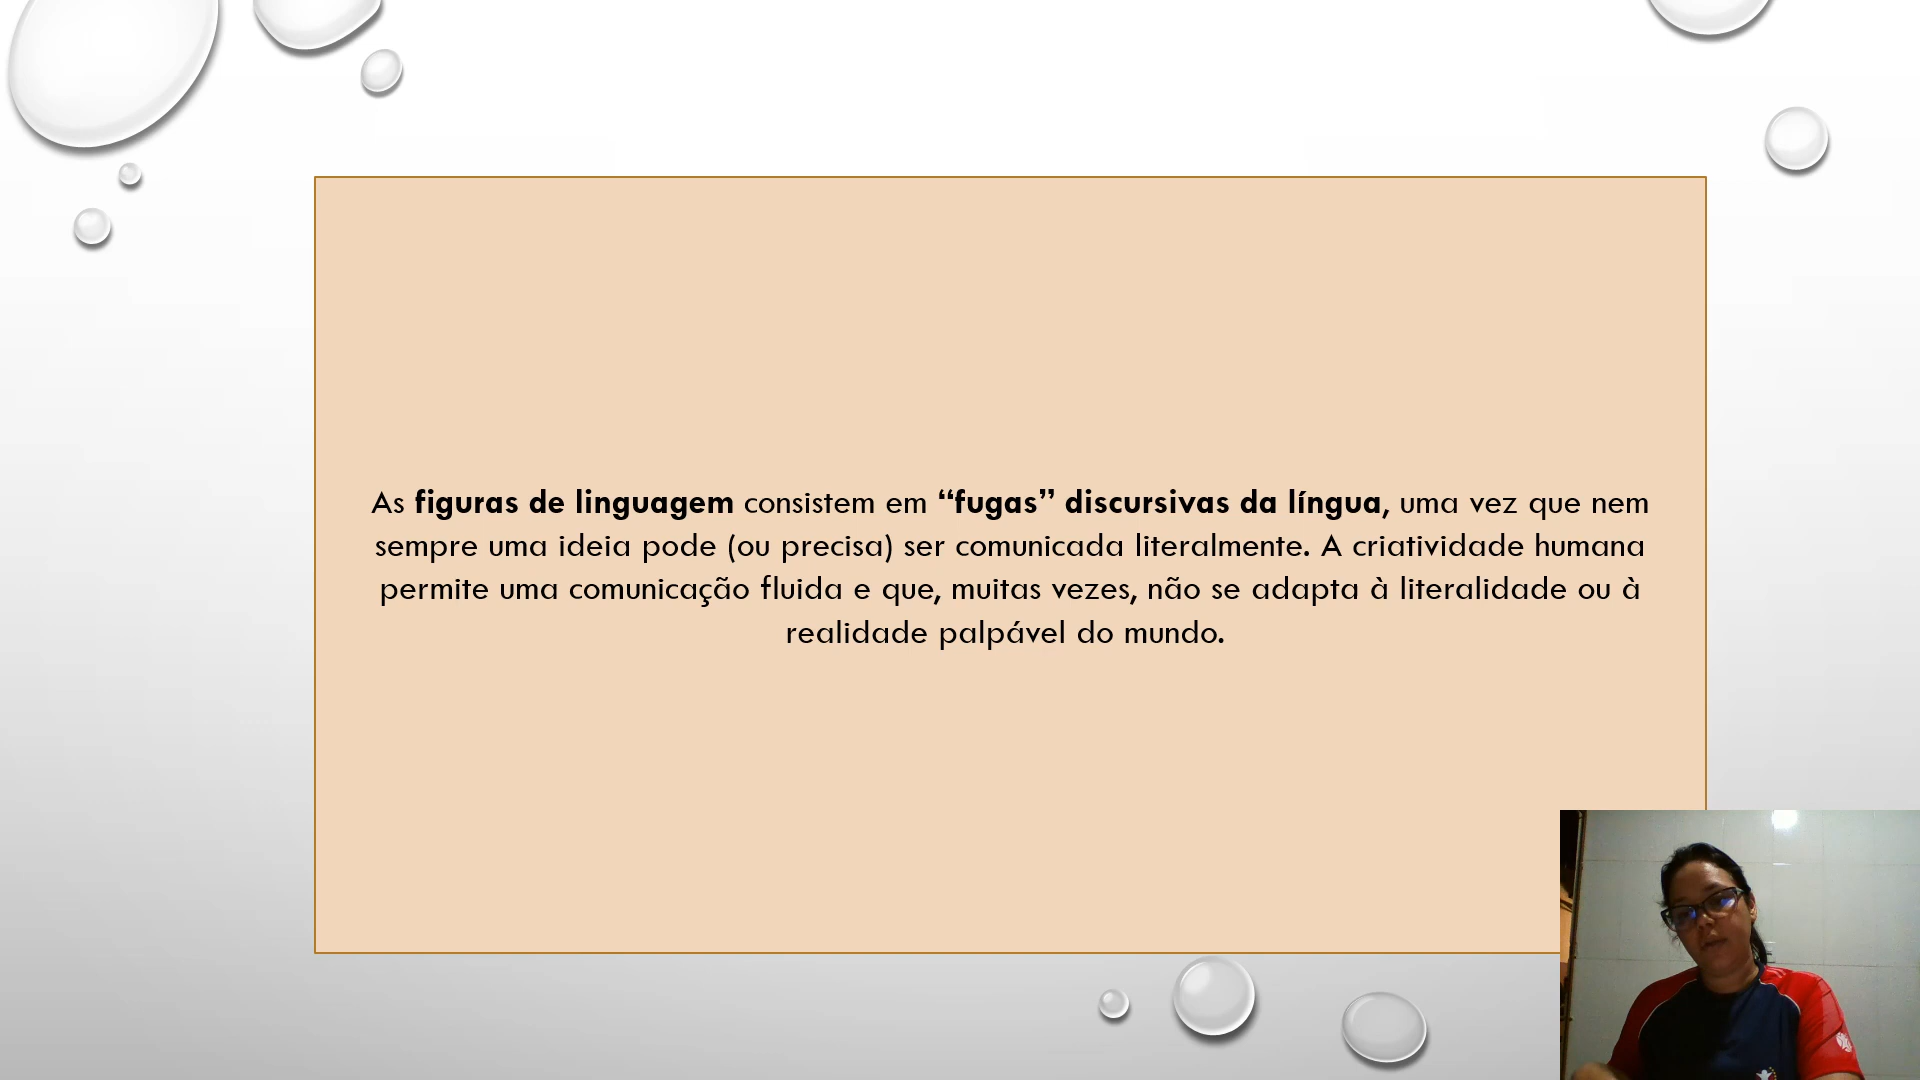 As figuras de linguagem consistem em “fugas” discursivas da língua, uma vez que nem
sempre uma ideia pode (ou precisa) ser comunicada literalmente. A criatividade humana
permite uma comunicação fluida e que, muitas vezes, não se adapta à literalidade ou à
realidade palpável do mundo.